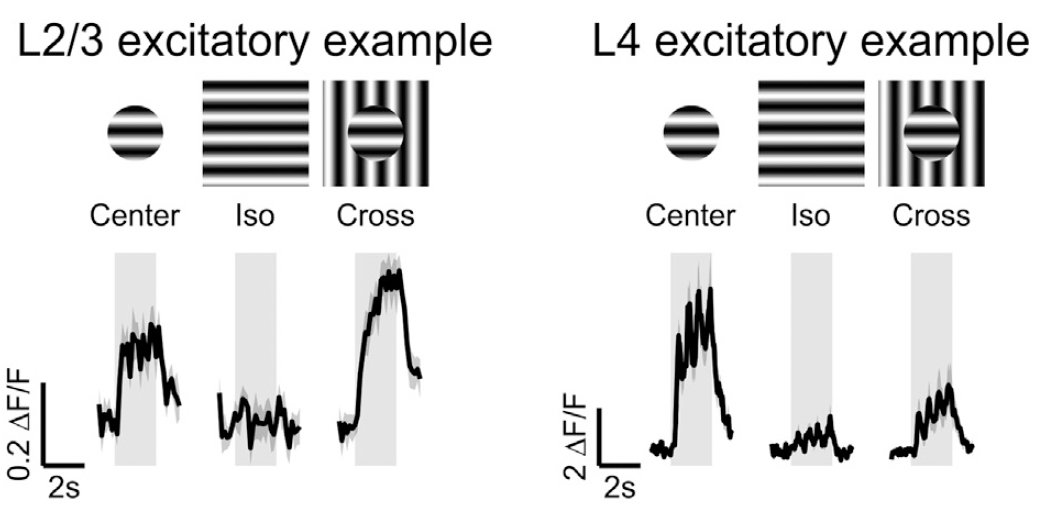 L2/3 excitatory example
Center Iso Cross
0.2 ΔF/F
2s
L4 excitatory example
Center Iso Cross
2 ΔF/F
2s